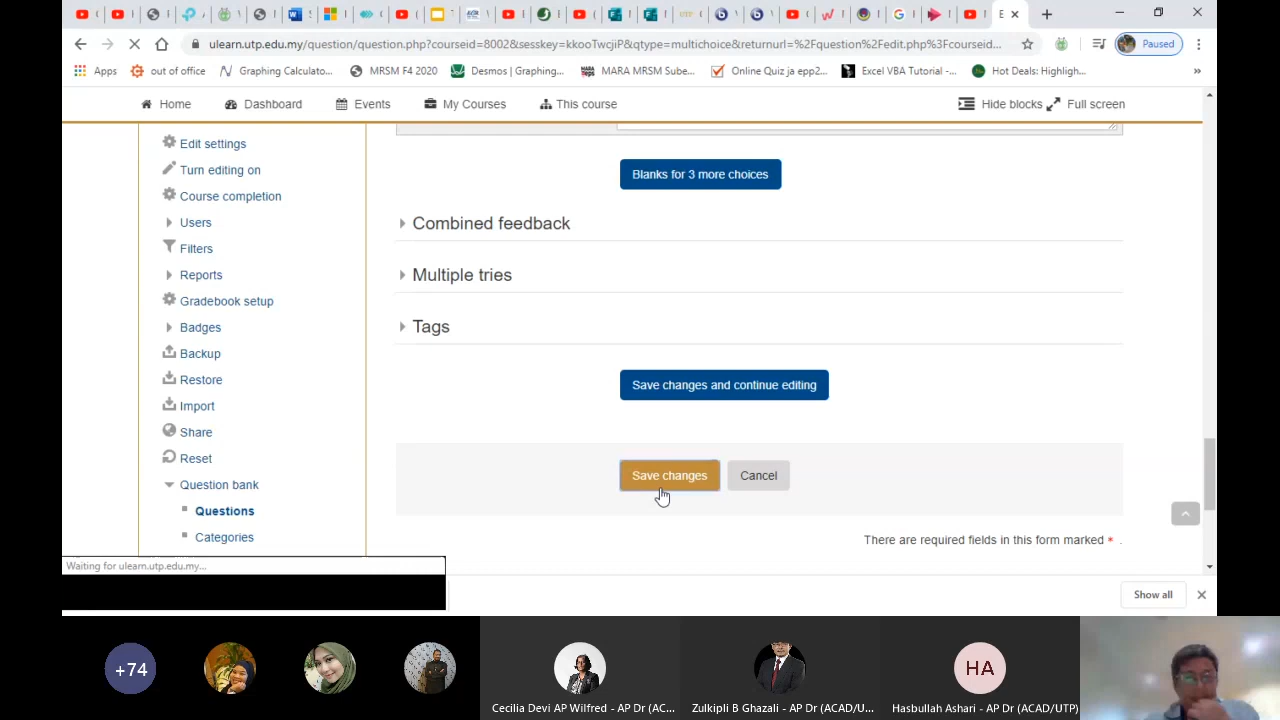 Paused
ulearn.utp.edu.my/question/question.php?courseid=8002&sesskey=kkooTwcjiP&qtype=multichoice&returnurl=%2Fquestion%2Fedit.php%3Fcourseid...
Apps out of office Graphing Calculato... MRSM F4 2020 Desmos | Graphing... MARA MRSM Sube... Online Quiz ja epp2... Excel VBA Tutorial -... Hot Deals: Highligh... »
Home Dashboard Events My Courses This course Hide blocks Full screen
Edit settings
Turn editing on
Course completion
Users
Filters
Reports
Gradebook setup
Badges
Backup
Restore
Import
Share
Reset
Question bank
Questions
Categories
Blanks for 3 more choices
Combined feedback
Multiple tries
Tags
Save changes and continue editing
Save changes Cancel
There are required fields in this form marked * .
Waiting for ulearn.utp.edu.my...
Show all
+74
HA
Cecilia Devi AP Wilfred - AP Dr (AC...
Zulkipli B Ghazali - AP Dr (ACAD/U...
Hasbullah Ashari - AP Dr (ACAD/UTP)